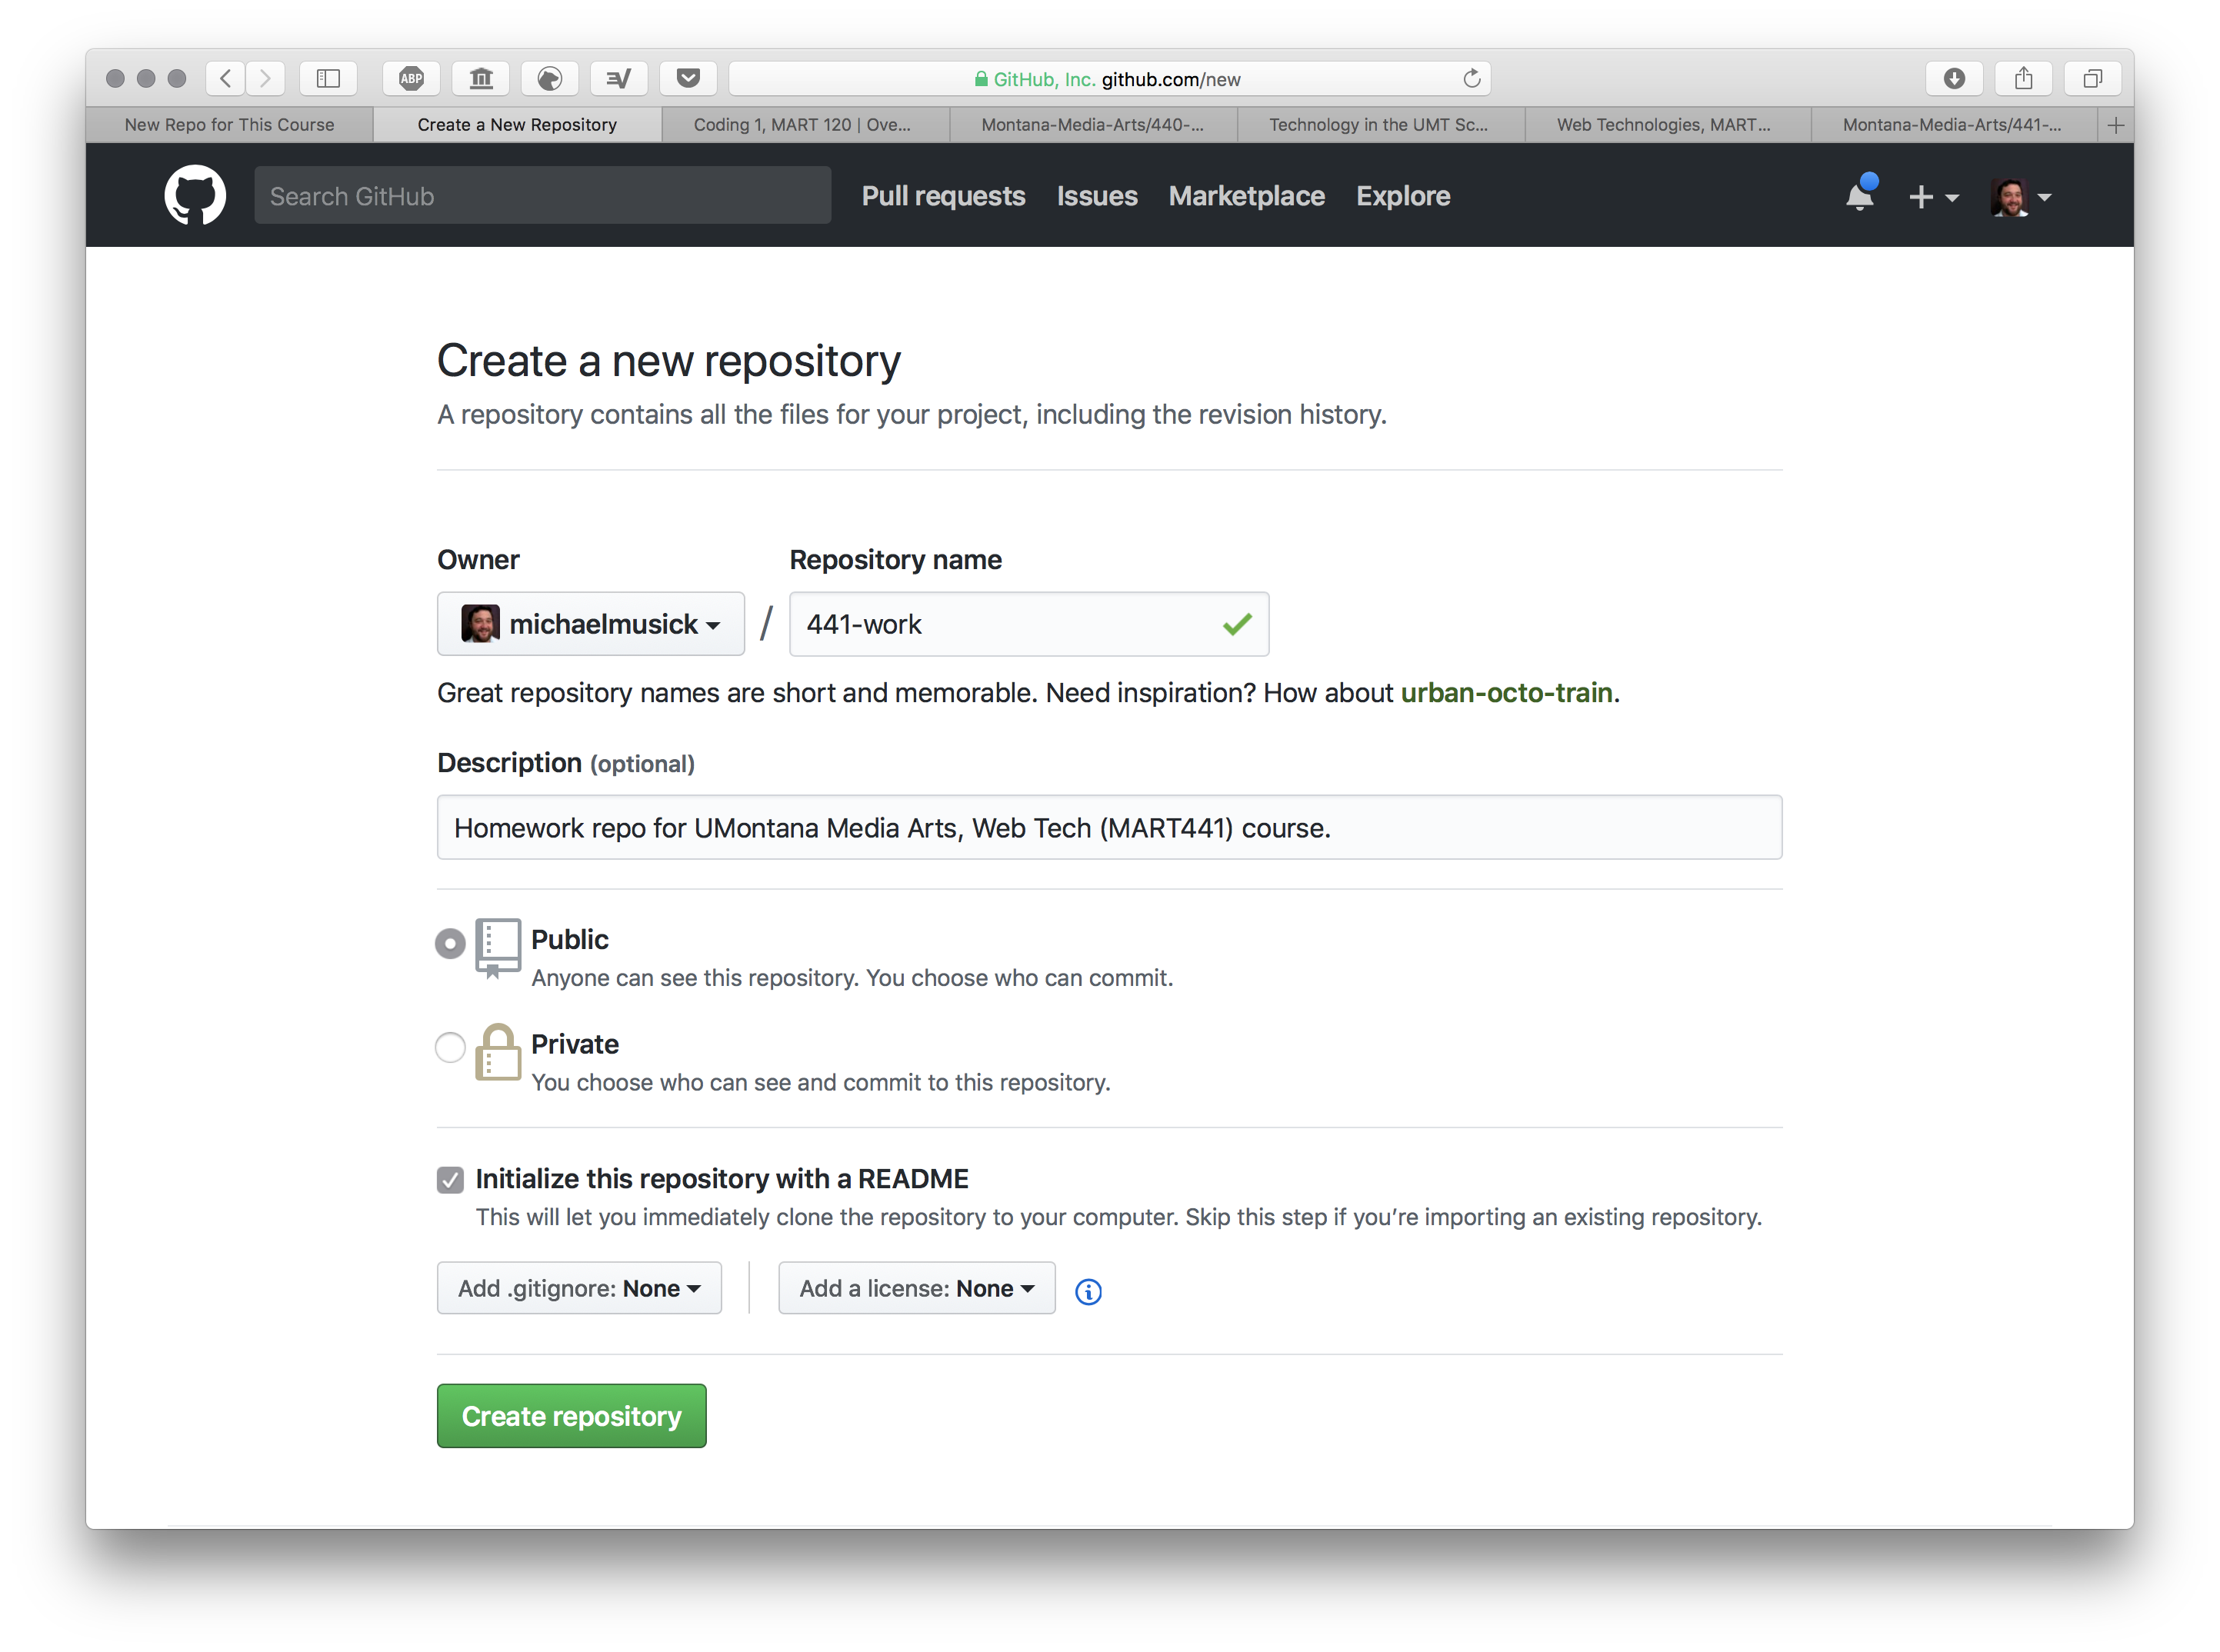 ABP
GitHub, Inc. github.com/new
New Repo for This Course
Create a New Repository
Coding 1, MART 120 | Ove...
Montana-Media-Arts/440-...
Technology in the UMT Sc...
Web Technologies, MART...
Montana-Media-Arts/441-...
Search GitHub
Pull requests
Issues
Marketplace
Explore
Create a new repository
A repository contains all the files for your project, including the revision history.
Owner
Repository name
michaelmusick / 441-work
Great repository names are short and memorable. Need inspiration? How about urban-octo-train.
Description (optional)
Homework repo for UMontana Media Arts, Web Tech (MART441) course.
Public
Anyone can see this repository. You choose who can commit.
Private
You choose who can see and commit to this repository.
Initialize this repository with a README
This will let you immediately clone the repository to your computer. Skip this step if you’re importing an existing repository.
Add .gitignore: None
Add a license: None
Create repository